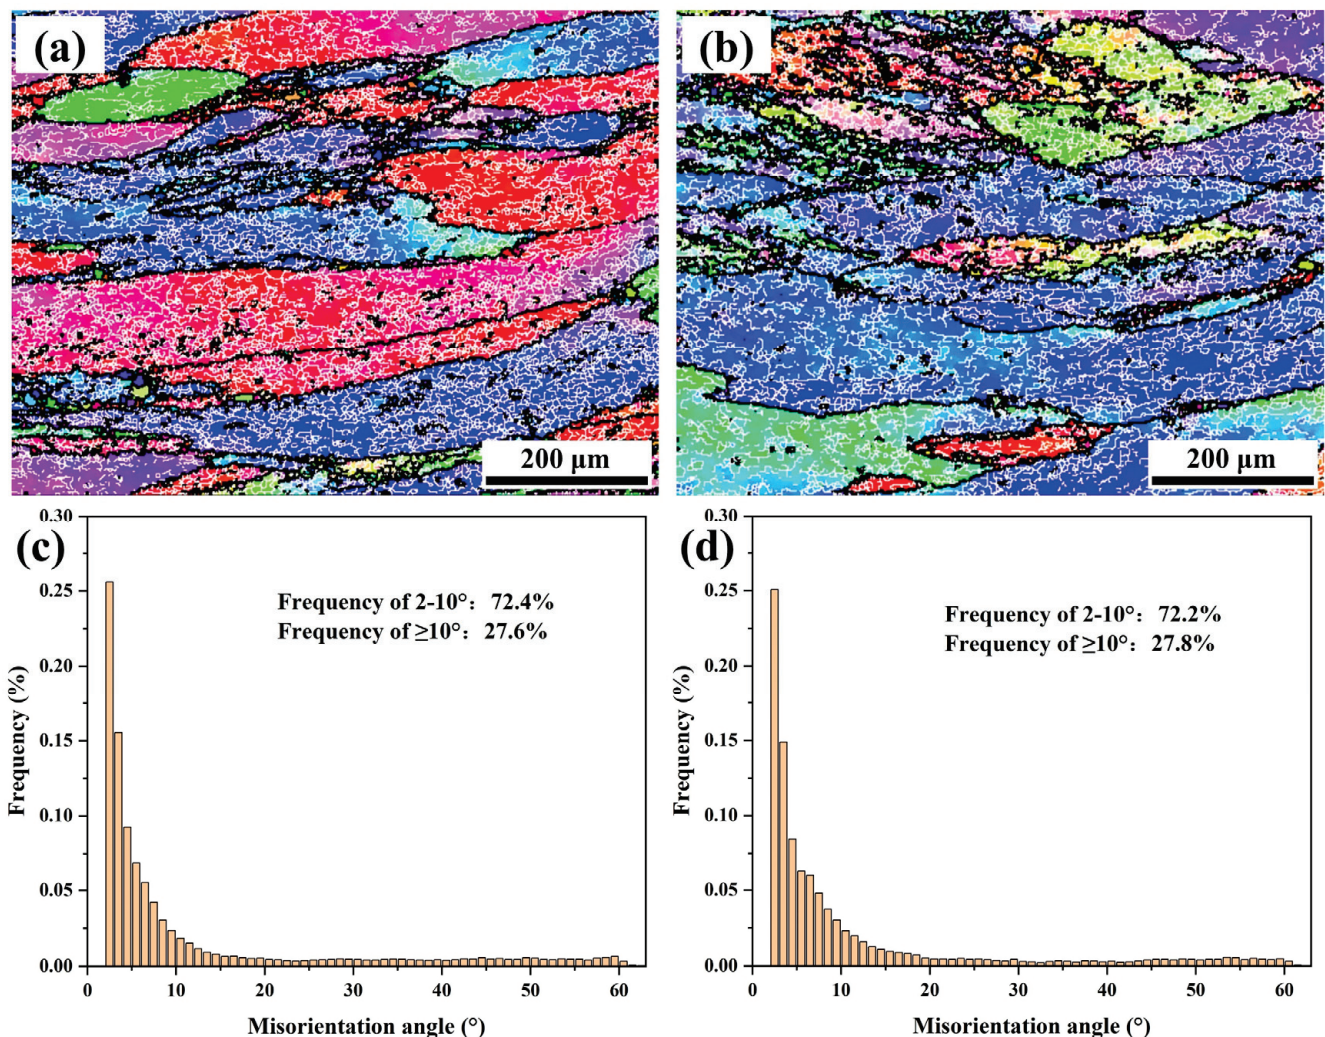 (a)
(b)
200 μm
200 μm
(c)
(d)
Frequency of 2-10°: 72.4%
Frequency of ≥10°: 27.6%
Frequency (%)
0.30
0.25
0.20
0.15
0.10
0.05
0.00
0
10
20
30
40
50
60
Misorientation angle (°)
Frequency of 2-10°: 72.2%
Frequency of ≥10°: 27.8%
Frequency (%)
0.30
0.25
0.20
0.15
0.10
0.05
0.00
0
10
20
30
40
50
60
Misorientation angle (°)